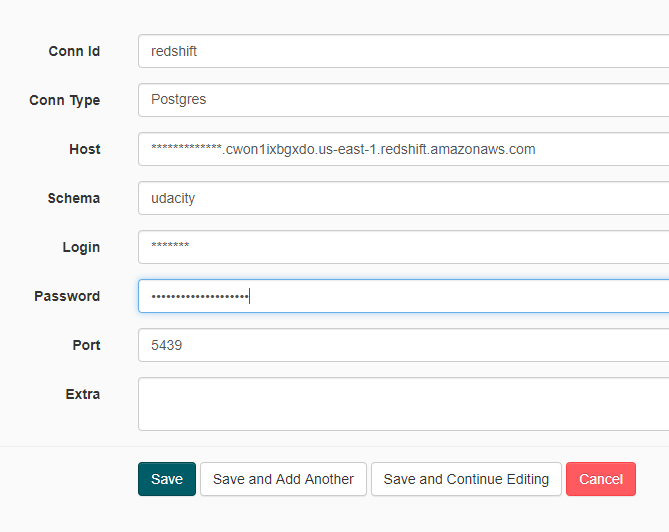 Conn Id redshift
Conn Type Postgres
Host *************.cwon1ixbgxdo.us-east-1.redshift.amazonaws.com
Schema udacity
Login *******
Password ••••••••••••••••••••
Port 5439
Extra
Save Save and Add Another Save and Continue Editing Cancel